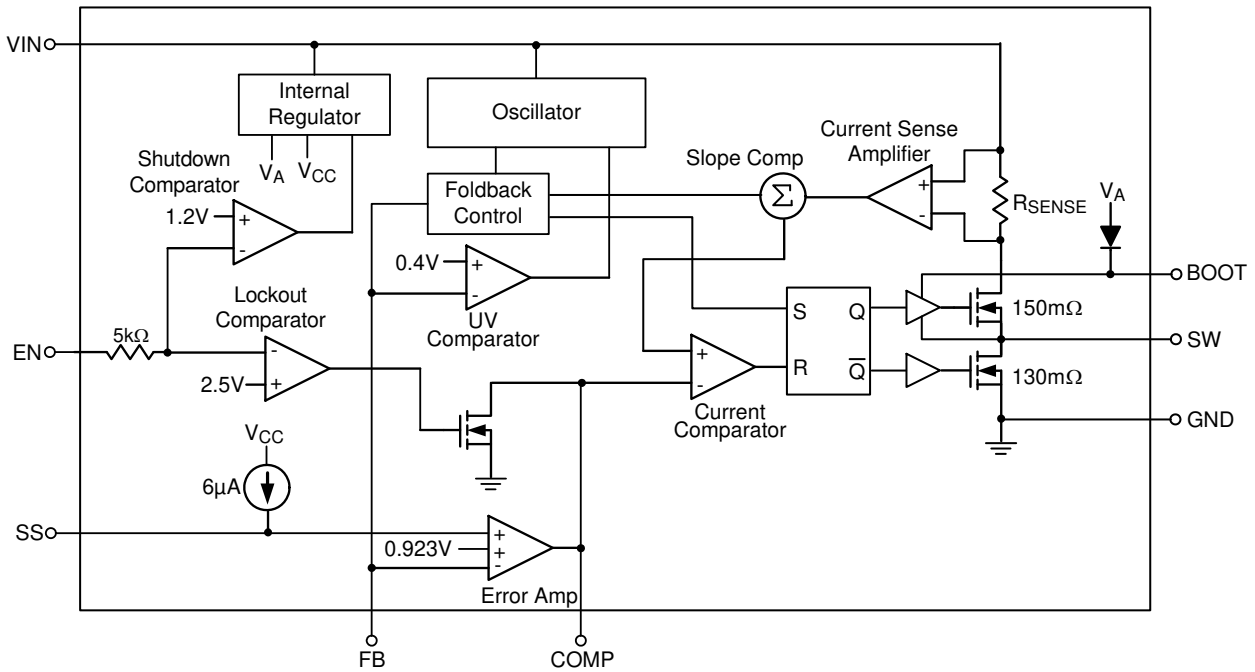 VIN
Internal
Regulator
Oscillator
Current Sense
Amplifier
Shutdown
Comparator
VA
VCC
Slope Comp
+
-
Σ
RSENSE
VA
1.2V
+
-
Foldback
Control
0.4V
+
-
BOOT
Lockout
Comparator
UV
Comparator
S
Q
150mΩ
5kΩ
EN
-
+
2.5V
+
-
R
Q̅
SW
130mΩ
Current
Comparator
GND
VCC
6µA
SS
+
+
-
0.923V
Error Amp
FB
COMP